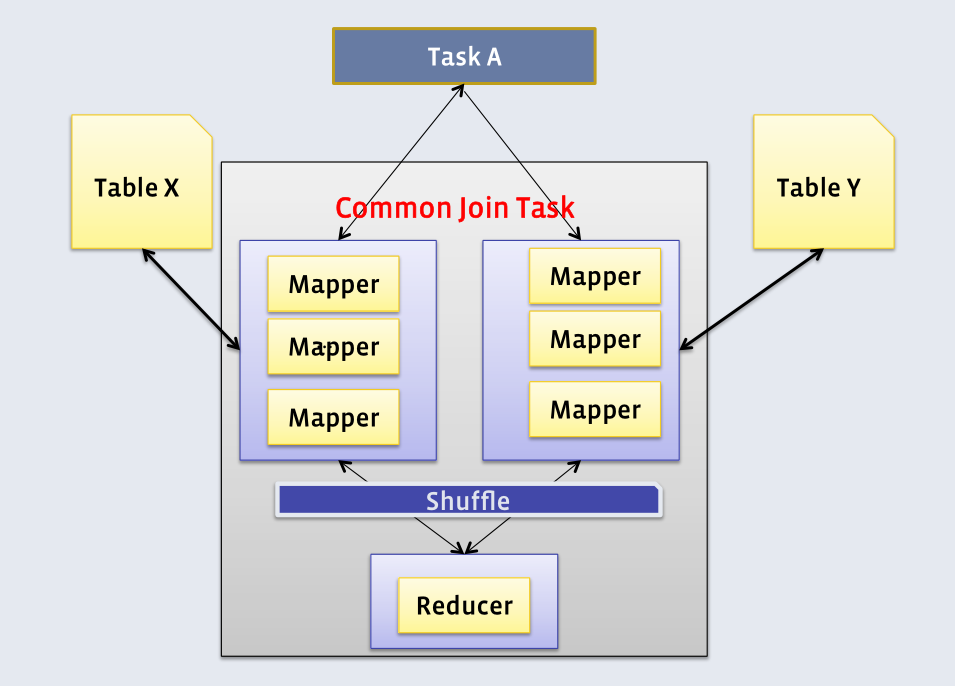 Task A
Table X
Table Y
Common Join Task
Mapper
Mapper
Mapper
Mapper
Mapper
Mapper
Shuffle
Reducer